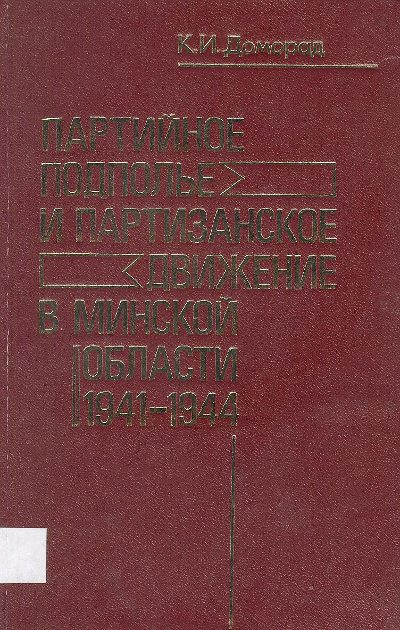 К.И. Доморад
ПАРТИЙНОЕ
ПОДПОЛЬЕ
И ПАРТИЗАНСКОЕ
ДВИЖЕНИЕ
В МИНСКОЙ
ОБЛАСТИ
1941-1944